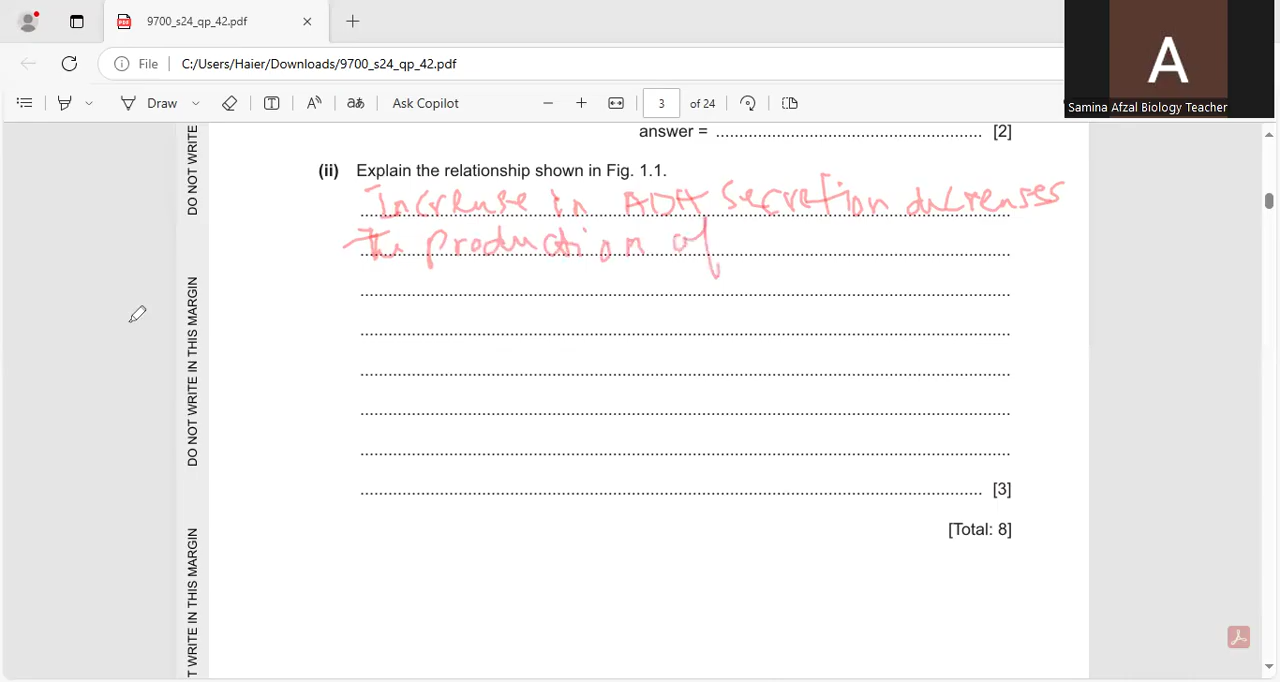 9700_s24_qp_42.pdf
File C:/Users/Haier/Downloads/9700_s24_qp_42.pdf
Draw aあ Ask Copilot 3 of 24
A
Samina Afzal Biology Teacher
answer = ........................................................ [2]
(ii) Explain the relationship shown in Fig. 1.1.
Increase in ADH secretion decreases
the production of
[3]
[Total: 8]
DO NOT WRITE
DO NOT WRITE IN THIS MARGIN
T WRITE IN THIS MARGIN